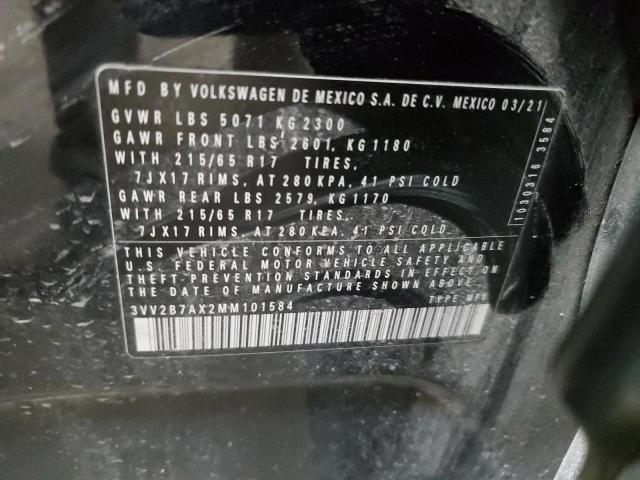 MFD BY VOLKSWAGEN DE MEXICO S.A. DE C.V. MEXICO 03/21
GVWR LBS 5071 KG 2300
GAWR FRONT LBS 2601, KG 1180
WITH 215/65 R17 TIRES,
7JX17 RIMS, AT 280 KPA, 41 PSI COLD
GAWR REAR LBS 2579, KG 1170
WITH 215/65 R17 TIRES,
7JX17 RIMS, AT 280 KPA, 41 PSI COLD.
THIS VEHICLE CONFORMS TO ALL APPLICABLE
U.S. FEDERAL MOTOR VEHICLE SAFETY AND
THEFT-PREVENTION STANDARDS IN EFFECT ON
THE DATE OF MANUFACTURE SHOWN ABOVE.
3VV2B7AX2MM101584 TYPE MPV
1030316 3584